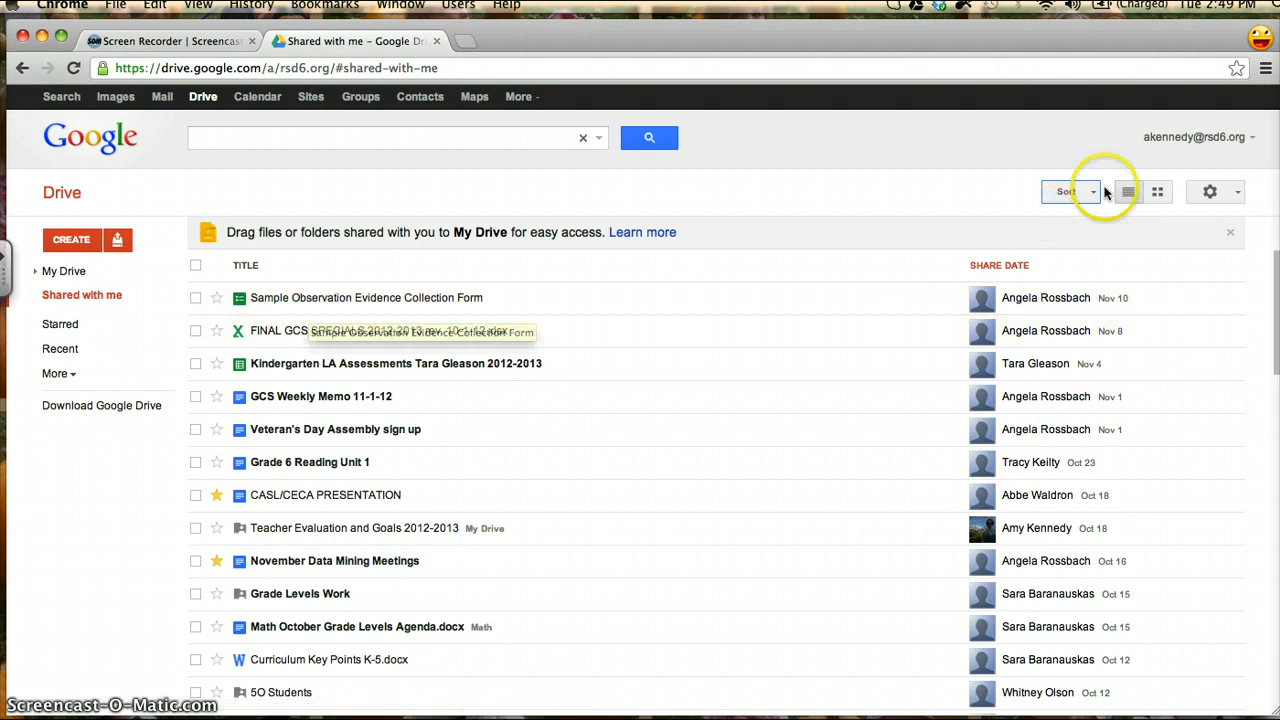 Chrome File Edit View History Bookmarks Window Users Help (Charged) Tue 2:49 PM
Screen Recorder | Screencast Shared with me – Google Dr
https://drive.google.com/a/rsd6.org/#shared-with-me
Search Images Mail Drive Calendar Sites Groups Contacts Maps More
Google akennedy@rsd6.org
Drive Sort
Drag files or folders shared with you to My Drive for easy access. Learn more
CREATE
My Drive
Shared with me
Starred
Recent
More
Download Google Drive
TITLE SHARE DATE
Sample Observation Evidence Collection Form Angela Rossbach Nov 10
FINAL GCS SPECIALS 2012-2013 rev 10-1-12.xlsx Angela Rossbach Nov 8
Sample Observation Evidence Collection Form
Kindergarten LA Assessments Tara Gleason 2012-2013 Tara Gleason Nov 4
GCS Weekly Memo 11-1-12 Angela Rossbach Nov 1
Veteran's Day Assembly sign up Angela Rossbach Nov 1
Grade 6 Reading Unit 1 Tracy Keilty Oct 23
CASL/CECA PRESENTATION Abbe Waldron Oct 18
Teacher Evaluation and Goals 2012-2013 My Drive Amy Kennedy Oct 18
November Data Mining Meetings Angela Rossbach Oct 16
Grade Levels Work Sara Baranauskas Oct 15
Math October Grade Levels Agenda.docx Math Sara Baranauskas Oct 15
Curriculum Key Points K-5.docx Sara Baranauskas Oct 12
5O Students Whitney Olson Oct 12
Screencast-O-Matic.com